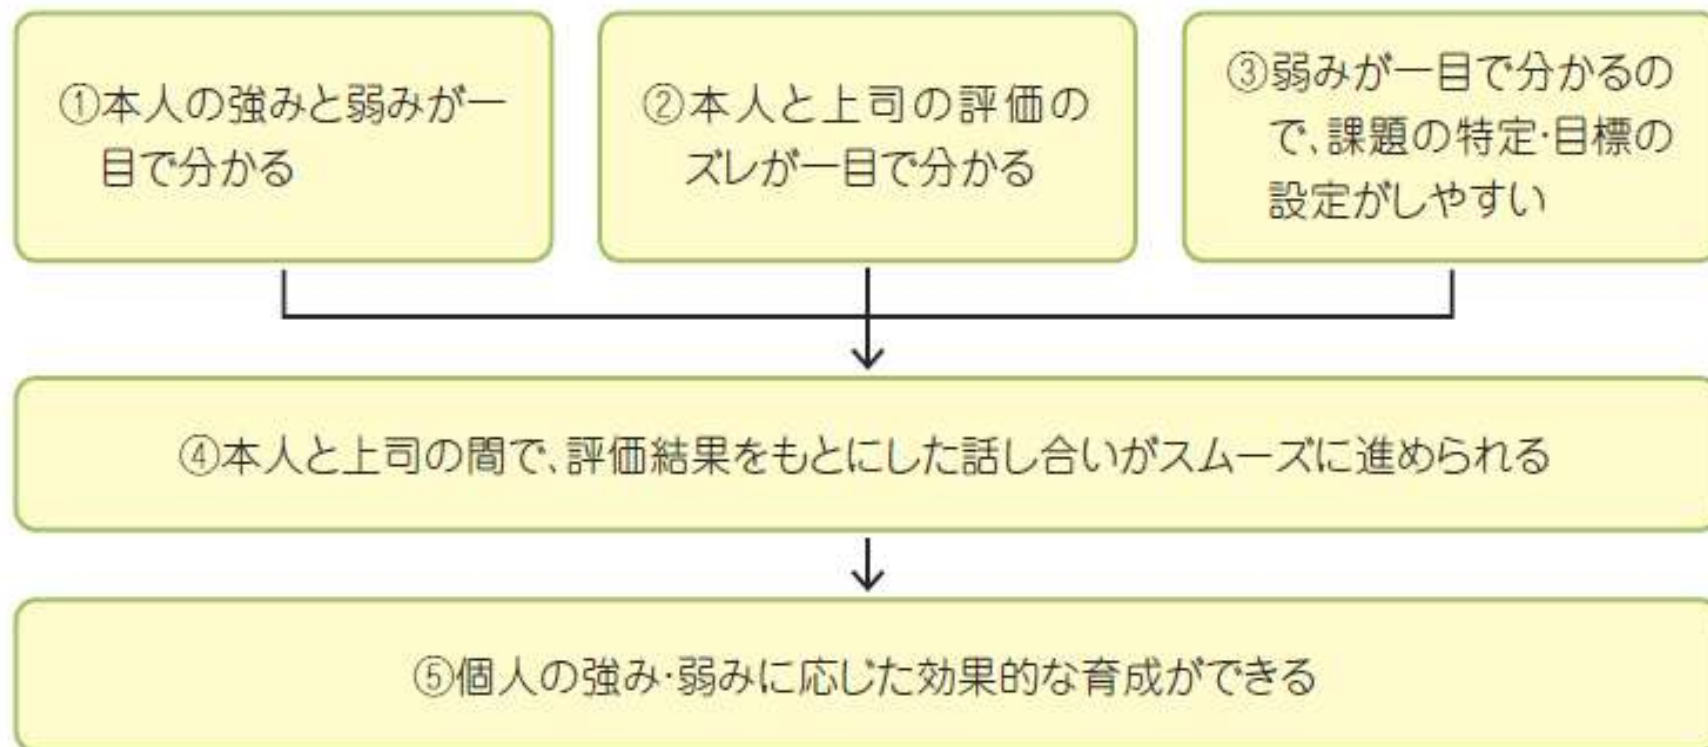 ①本人の強みと弱みが一
目で分かる
②本人と上司の評価の
ズレが一目で分かる
③弱みが一目で分かるの
で、課題の特定・目標の
設定がしやすい
④本人と上司の間で、評価結果をもとにした話し合いがスムーズに進められる
⑤個人の強み・弱みに応じた効果的な育成ができる